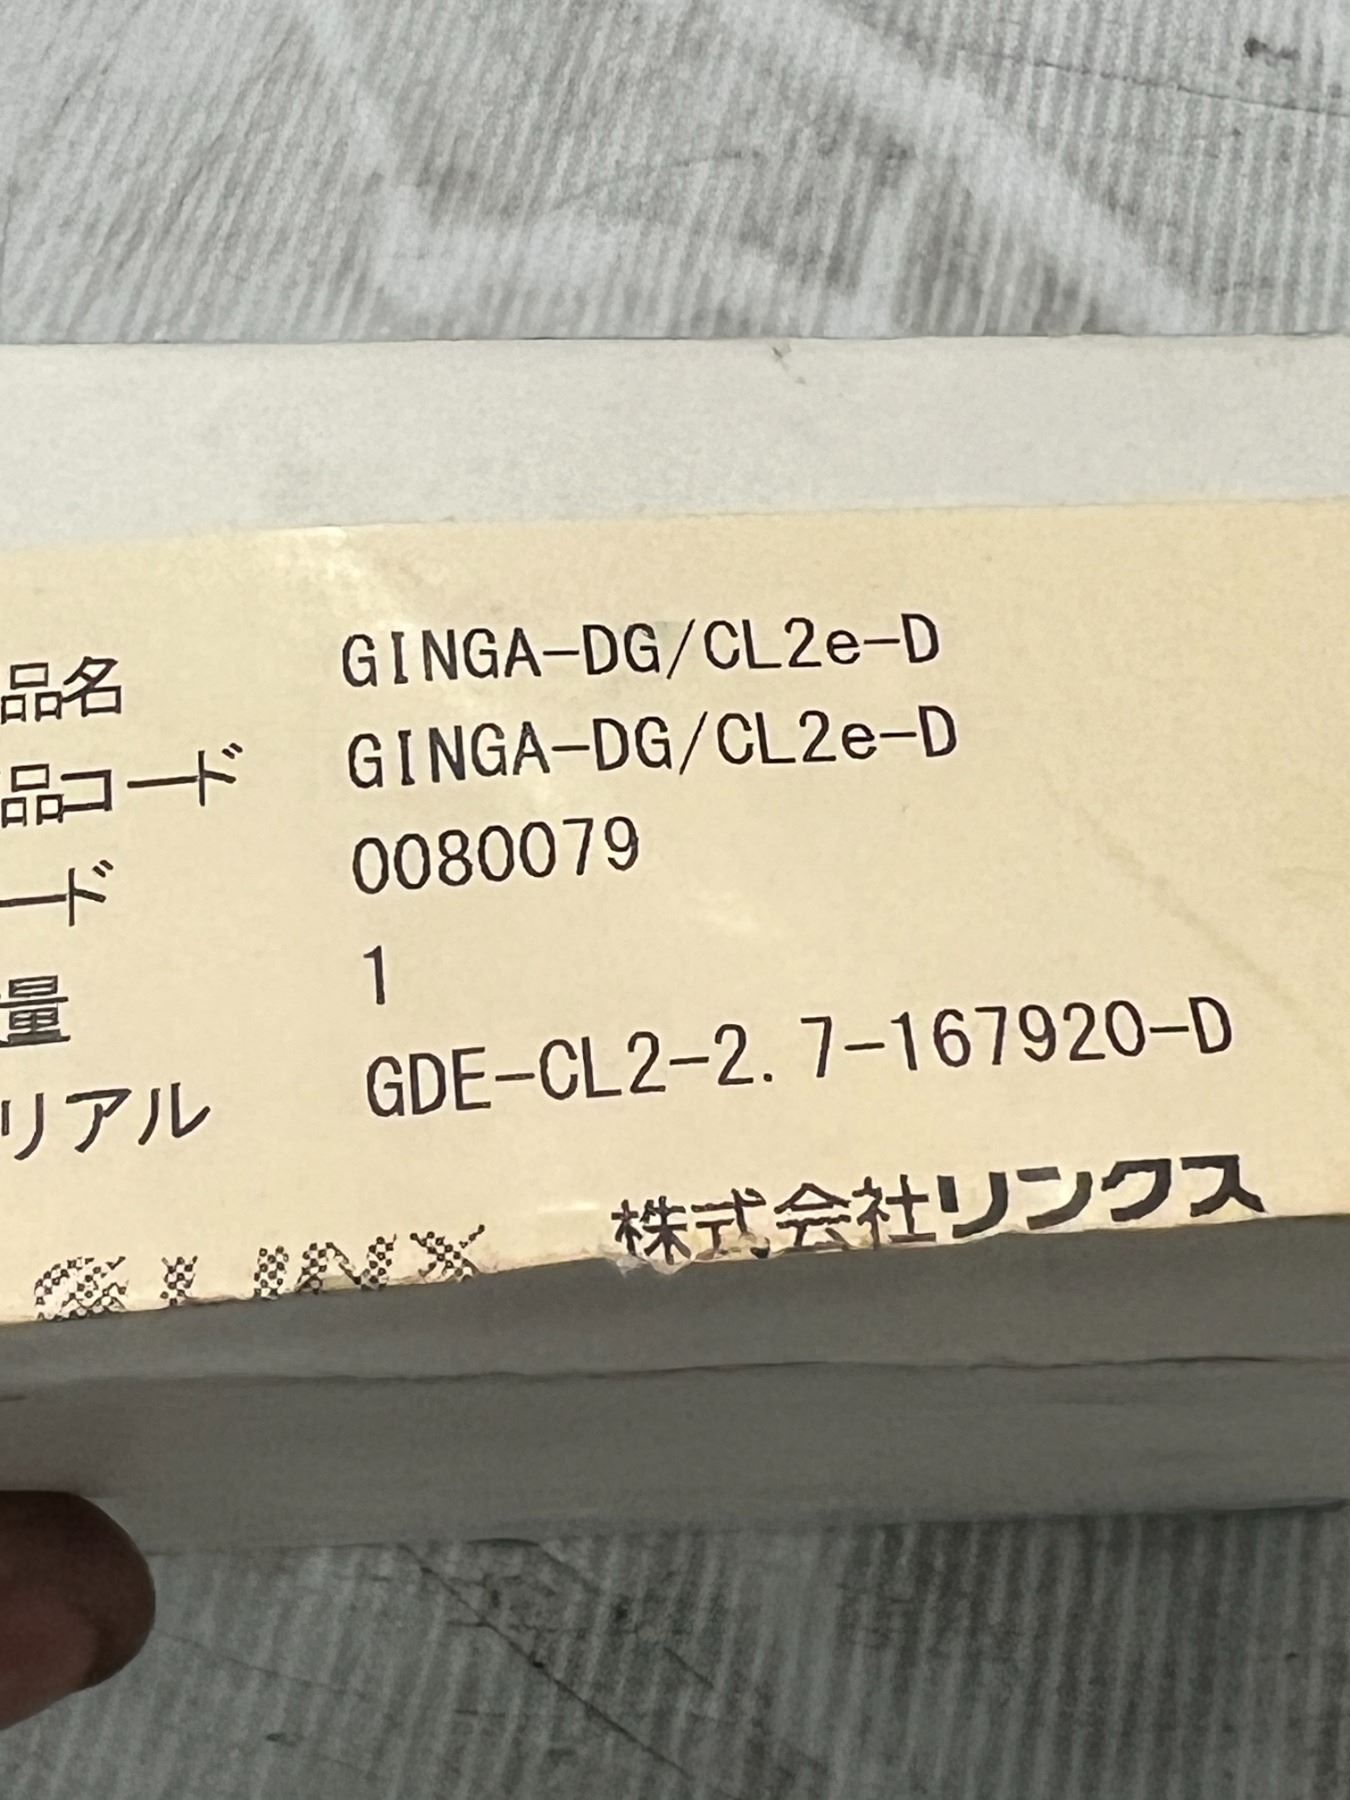 品名 GINGA-DG/CL2e-D
品コード GINGA-DG/CL2e-D
ード 0080079
量 1
リアル GDE-CL2-2.7-167920-D
LINX 株式会社リンクス